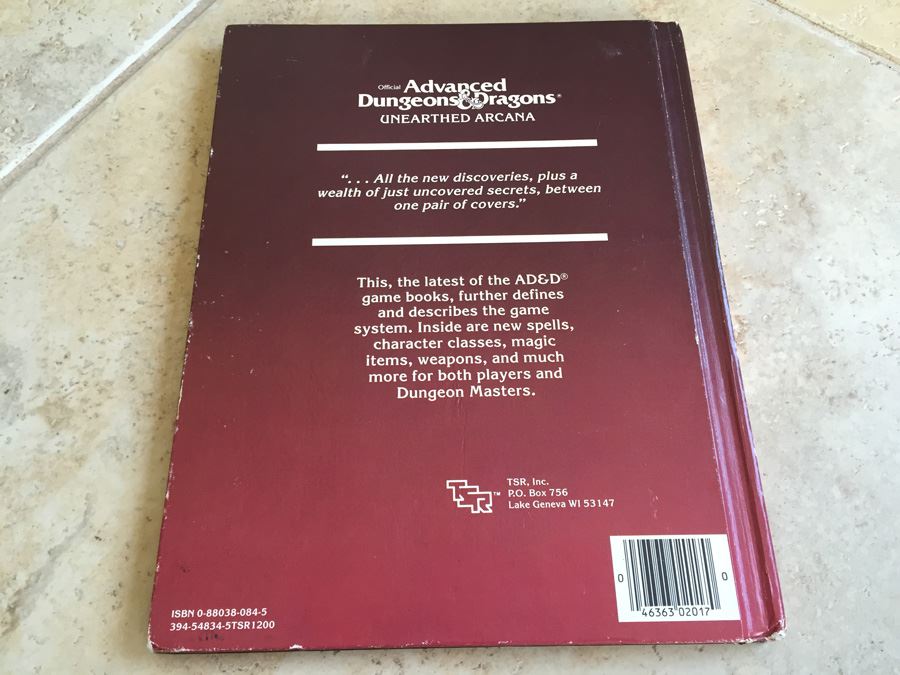 Official Advanced
Dungeons & Dragons®
UNEARTHED ARCANA
“. . . All the new discoveries, plus a
wealth of just uncovered secrets, between
one pair of covers.”
This, the latest of the AD&D®
game books, further defines
and describes the game
system. Inside are new spells,
character classes, magic
items, weapons, and much
more for both players and
Dungeon Masters.
TSR™
TSR, Inc.
P.O. Box 756
Lake Geneva WI 53147
0 46363 02017 0
ISBN 0-88038-084-5
394-54834-5TSR1200